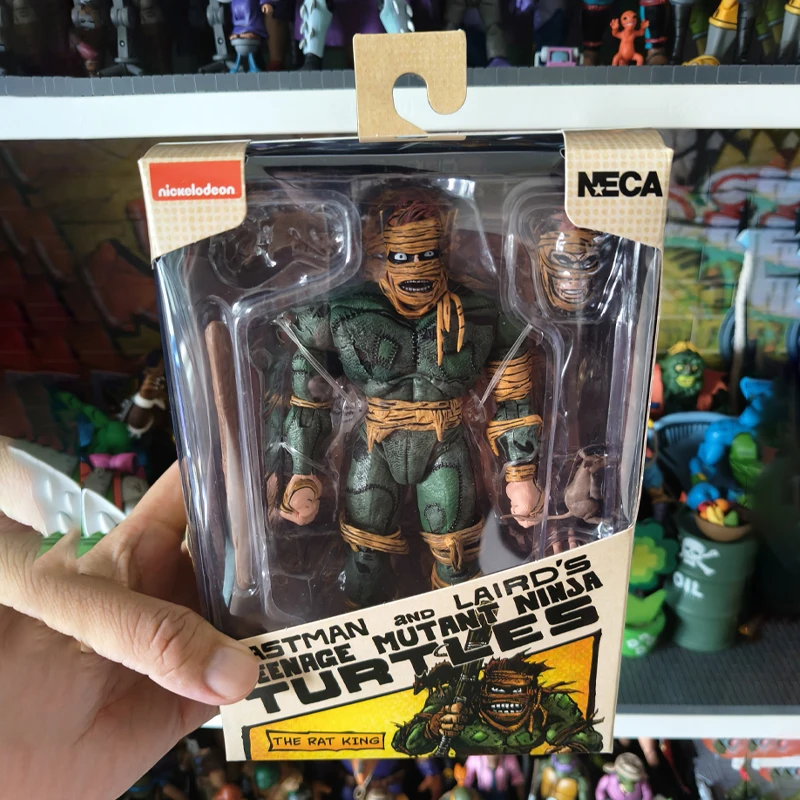 nickelodeon
NECA
ASTMAN AND LAIRD'S
EENAGE MUTANT NINJA
TURTLES
THE RAT KING
OIL